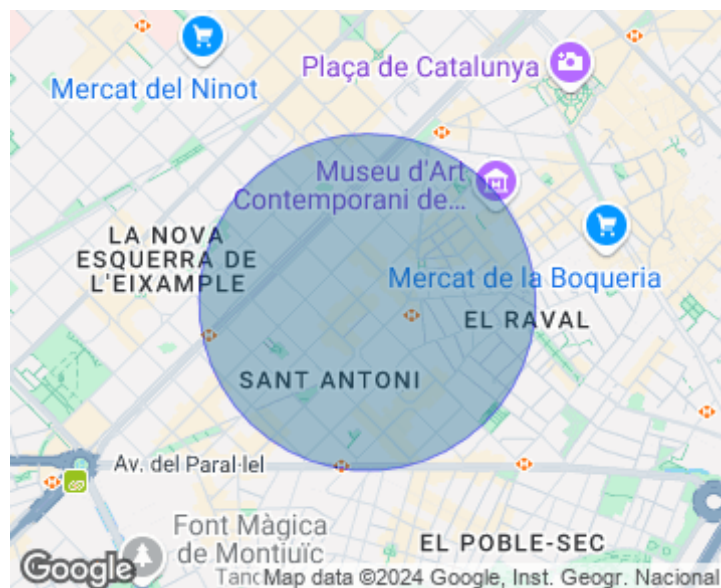 Mercat del Ninot
Plaça de Catalunya
Museu d'Art
Contemporani de...
LA NOVA
ESQUERRA DE
L'EIXAMPLE
Mercat de la Boqueria
EL RAVAL
SANT ANTONI
Av. del Paral·lel
Font Màgica
de Montjuïc
EL POBLE-SEC
Google
Map data ©2024 Google, Inst. Geogr. Nacional